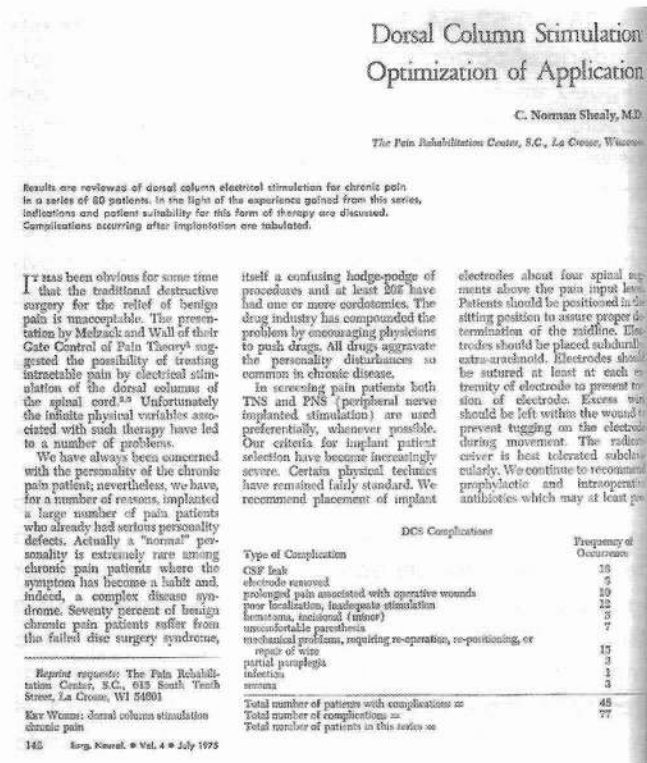 Dorsal Column Stimulation
Optimization of Application
C. Norman Shealy, M.D
The Pain Rehabilitation Center, S.C., La Crosse,
Results are reviewed of dorsal column electrical stimulation for chronic pain
in a series of 80 patients. In the light of the experience gained from this series,
indications and patient suitability for this form of therapy are discussed.
Complications occurring after implantation are tabulated.
IT HAS been obvious for some time
that the traditional destructive
surgery for the relief of benign
pain is unacceptable. The presen-
tation by Melzack and Wall of their
Gate Control of Pain Theory sug-
gested the possibility of treating
intractable pain by electrical stim-
ulation of the dorsal columns of
the spinal cord. Unfortunately
the infinite physical variables asso-
ciated with such therapy have led
to a number of problems.
We have always been concerned
with the personality of the chronic
pain patient; nevertheless, we have,
for a number of reasons, implanted
a large number of pain patients
who already had serious personality
defects. Actually a "normal" per-
sonality is extremely rare among
chronic pain patients where the
symptom has become a habit and,
indeed, a complex disease syn-
drome. Seventy percent of benign
chronic pain patients suffer from
the failed disc surgery syndrome,
Reprint requests: The Pain Rehabili-
tation Center, S.C., 615 South Tenth
Street, La Crosse, WI 54601
KEY WORDS: dorsal column stimulation
chronic pain
148 Surg. Neurol. • Vol. 4 • July 1975
itself a confusing hodge-podge of
procedures and at least 20% have
had one or more cordotomies. The
drug industry has compounded the
problem by encouraging physicians
to push drugs. All drugs aggravate
the personality disturbances so
common in chronic disease.
In screening pain patients both
TNS and PNS (peripheral nerve
implanted stimulation) are used
preferentially, whenever possible.
Our criteria for implant patient
selection have become increasingly
severe. Certain physical technics
have remained fairly standard. We
recommend placement of implant
electrodes about four spinal
ments above the pain input
Patients should be positioned in
sitting position to assure proper
termination of the midline.
trodes should be placed
extra-arachnoid. Electrodes
be sutured at least at each
tremity of electrode to prevent
sion of electrode. Excess
should be left within the wound
prevent tugging on the
during movement. The
ceiver is best tolerated
cularly. We continue to
prophylactic and
antibiotics which may at least
DCS Complications
Type of Complication Frequency of Occurrence
CSF leak
electrode removed
prolonged pain associated with operative wounds 10
poor localization, inadequate stimulation 12
hematoma, incisional (minor)
uncomfortable paresthesia 7
mechanical problems, requiring re-operation, re-positioning, or
repair of wire
partial paraplegia 3
infection 1
seroma 3
Total number of patients with complications =
Total number of complications = 77
Total number of patients in this series =